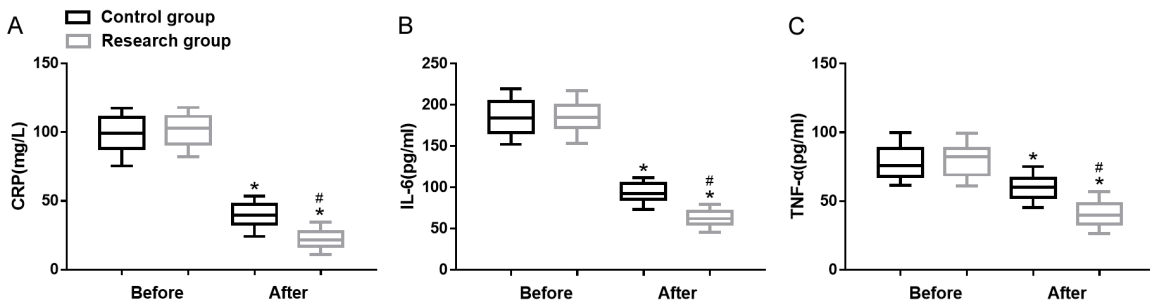 A
Control group
Research group
CRP(mg/L)
150
100
50
0
*
#
*
Before After
B
IL-6(pg/ml)
250
200
150
100
50
0
*
#
*
Before After
C
TNF-α(pg/ml)
150
100
50
0
*
#
*
Before After